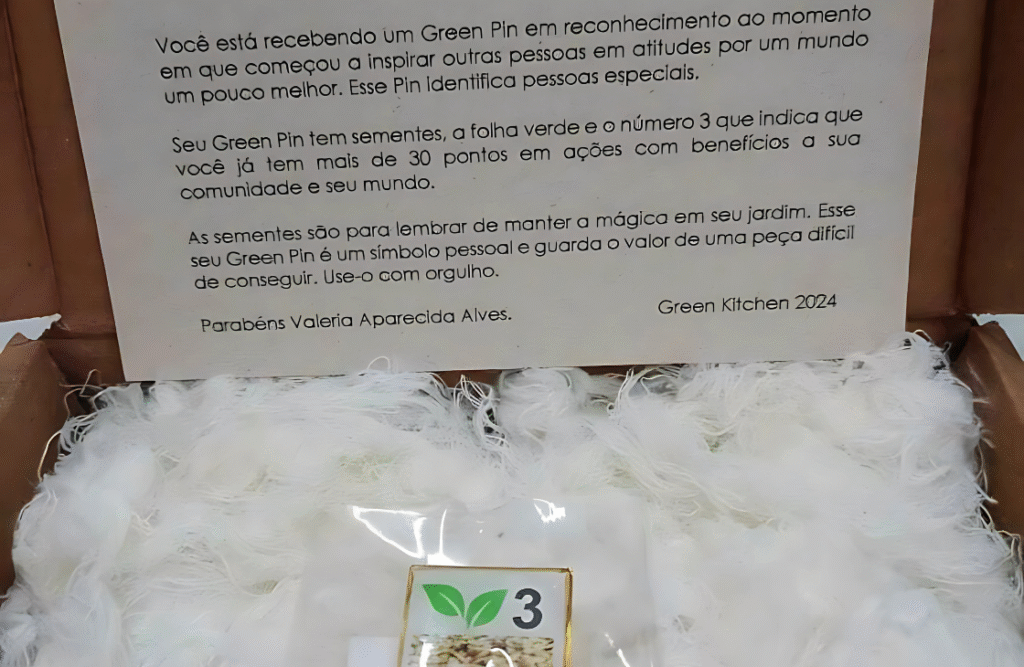 Você está recebendo um Green Pin em reconhecimento ao momento
em que começou a inspirar outras pessoas em atitudes por um mundo
um pouco melhor. Esse Pin identifica pessoas especiais.
Seu Green Pin tem sementes, a folha verde e o número 3 que indica que
você já tem mais de 30 pontos em ações com benefícios a sua
comunidade e seu mundo.
As sementes são para lembrar de manter a mágica em seu jardim. Esse
seu Green Pin é um símbolo pessoal e guarda o valor de uma peça difícil
de conseguir. Use-o com orgulho.
Parabéns Valeria Aparecida Alves. Green Kitchen 2024
3